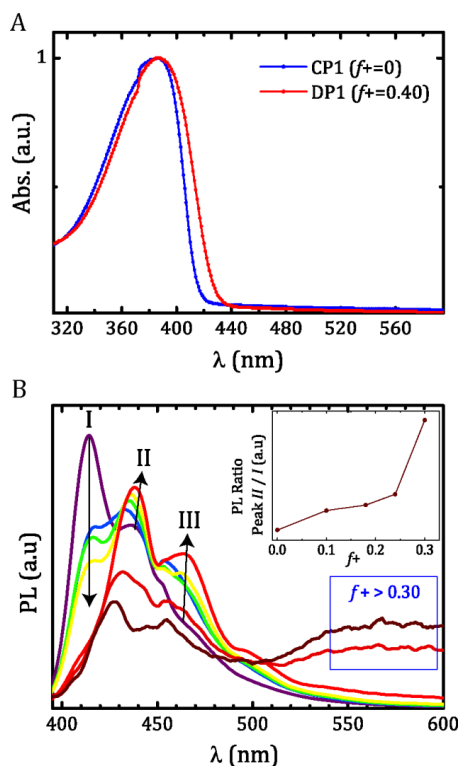 A
1
CP1 (f+=0)
DP1 (f+=0.40)
Abs. (a.u.)
320 360 400 440 480 520 560
λ (nm)
B
I
II
III
PL Ratio
Peak II / I (a.u)
0.0 0.1 0.2 0.3
f+
f+ > 0.30
PL (a.u)
400 450 500 550 600
λ (nm)